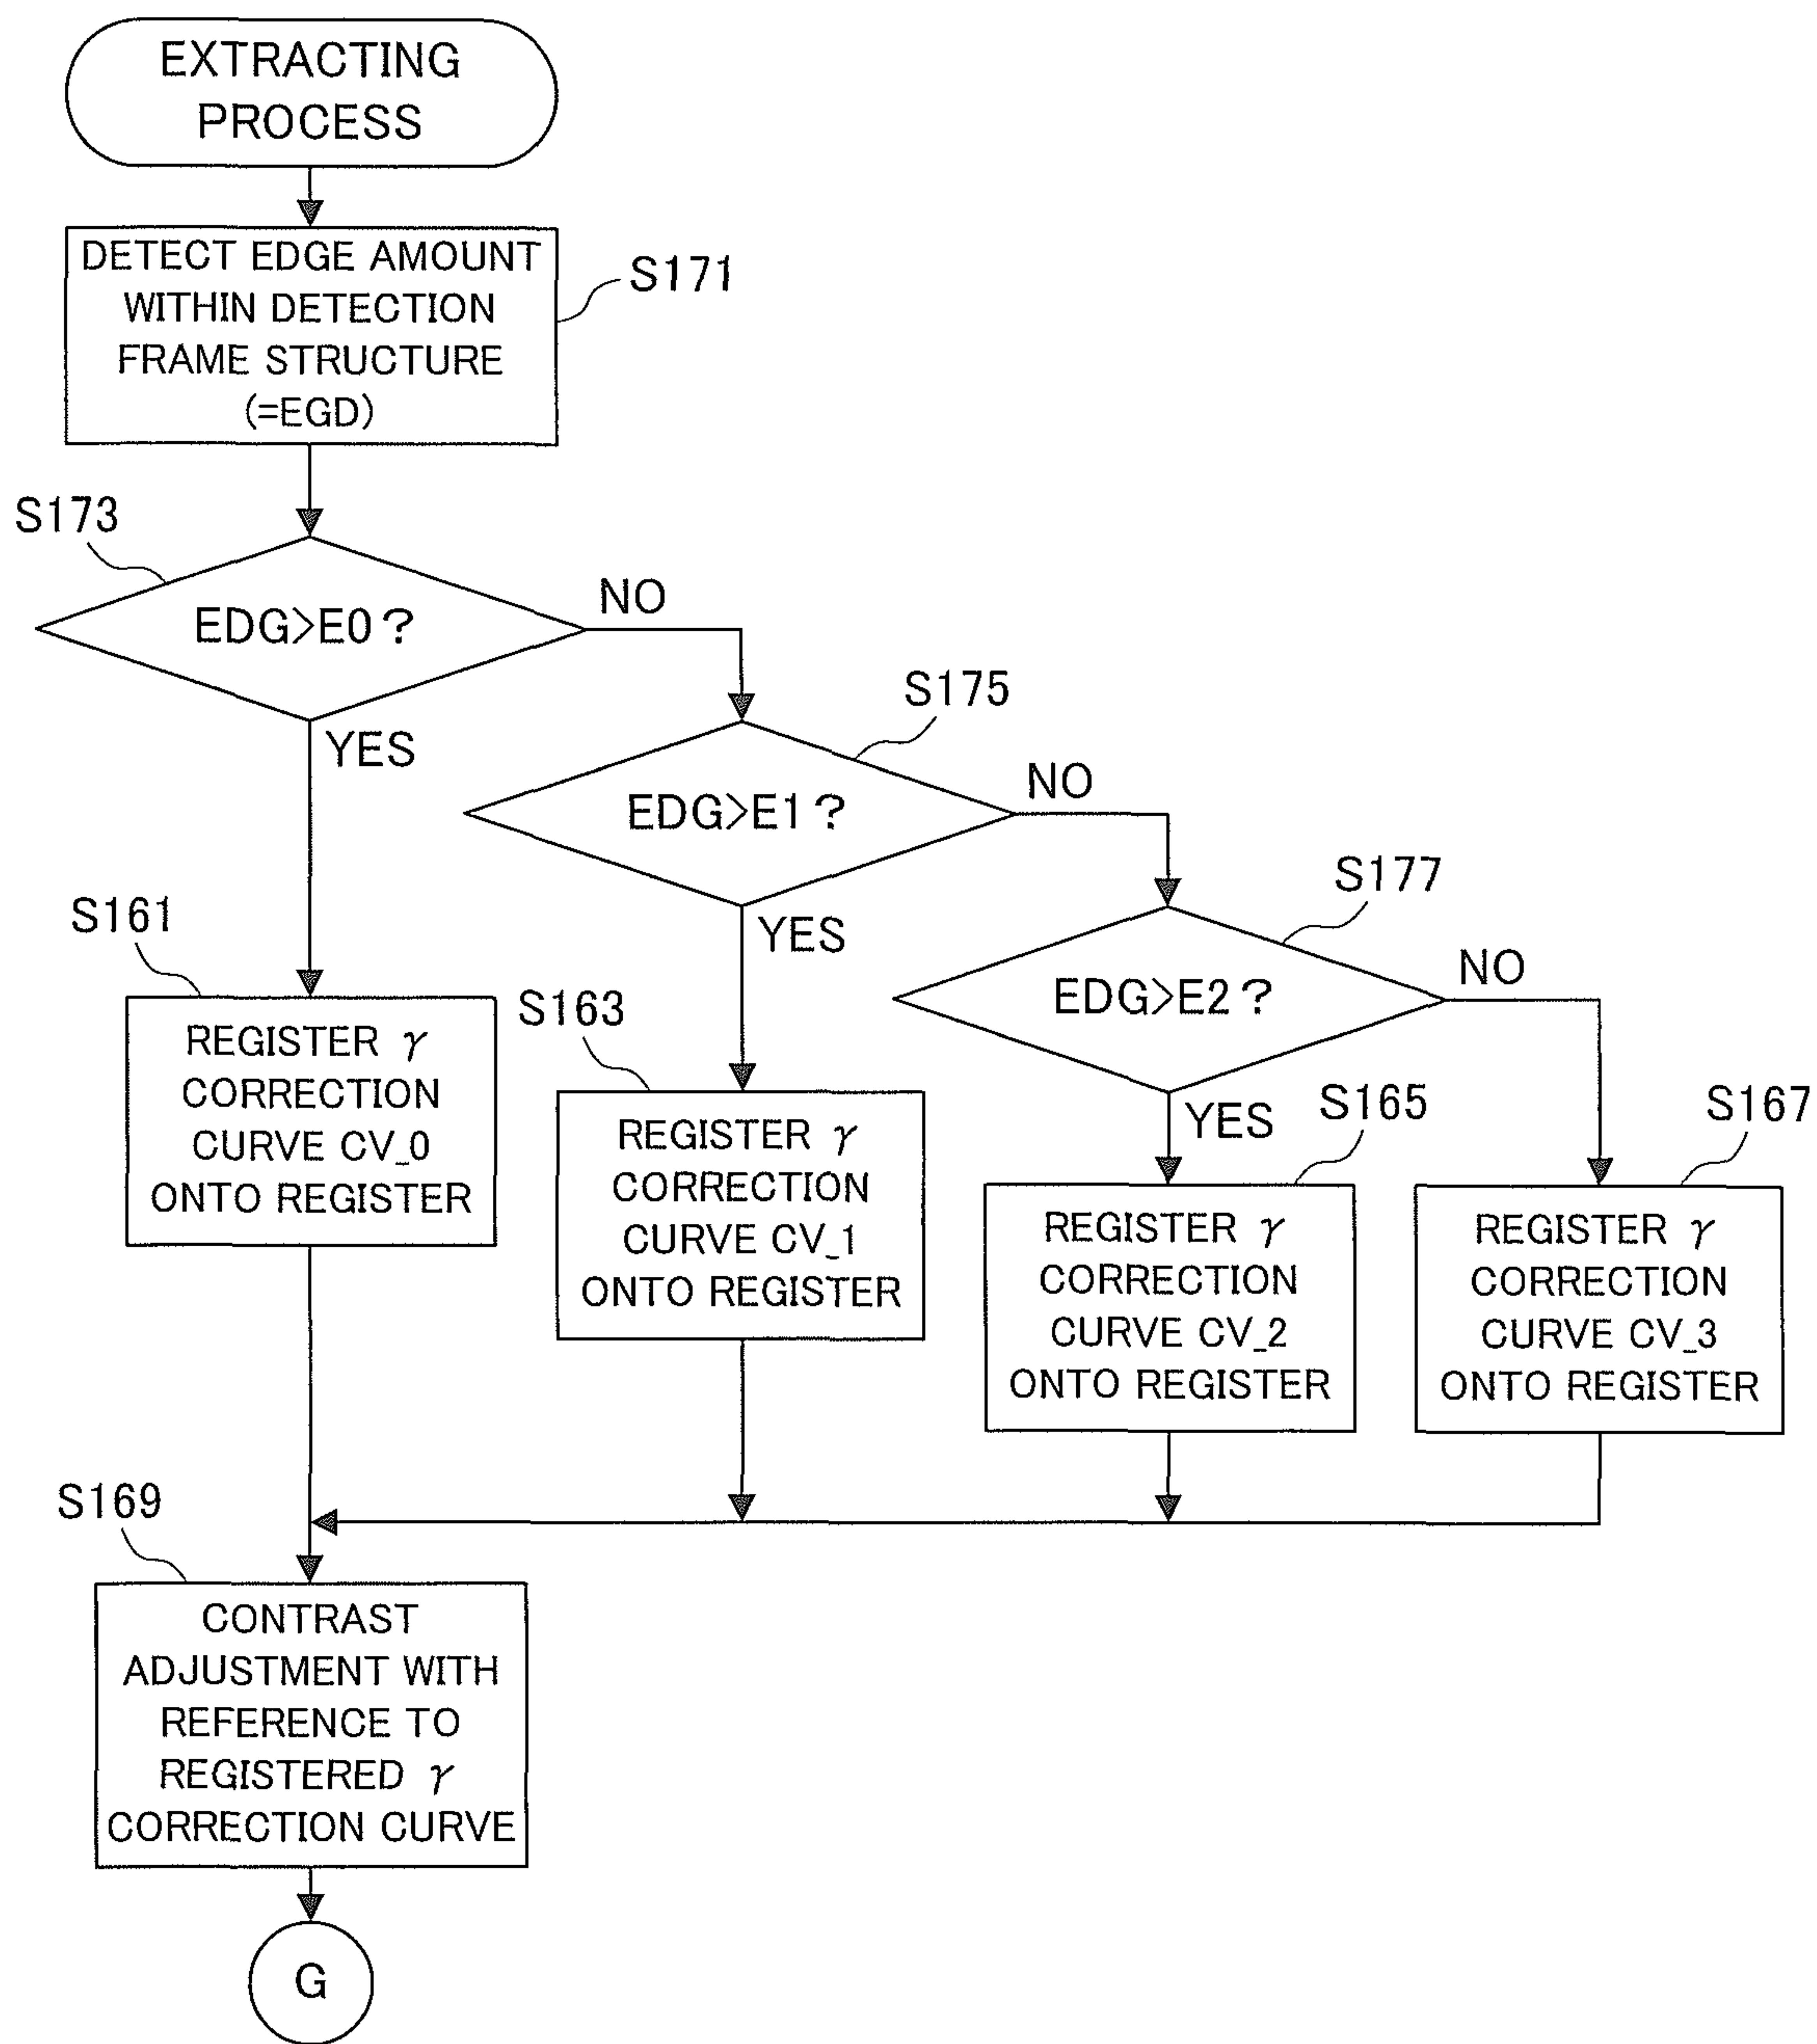 EXTRACTING
PROCESS
DETECT EDGE AMOUNT
WITHIN DETECTION
FRAME STRUCTURE
(=EGD)
S171
S173
EDG>E0?
NO
YES
S175
EDG>E1?
NO
YES
S177
EDG>E2?
NO
YES
S161
REGISTER γ
CORRECTION
CURVE CV_0
ONTO REGISTER
S163
REGISTER γ
CORRECTION
CURVE CV_1
ONTO REGISTER
S165
REGISTER γ
CORRECTION
CURVE CV_2
ONTO REGISTER
S167
REGISTER γ
CORRECTION
CURVE CV_3
ONTO REGISTER
S169
CONTRAST
ADJUSTMENT WITH
REFERENCE TO
REGISTERED γ
CORRECTION CURVE
G